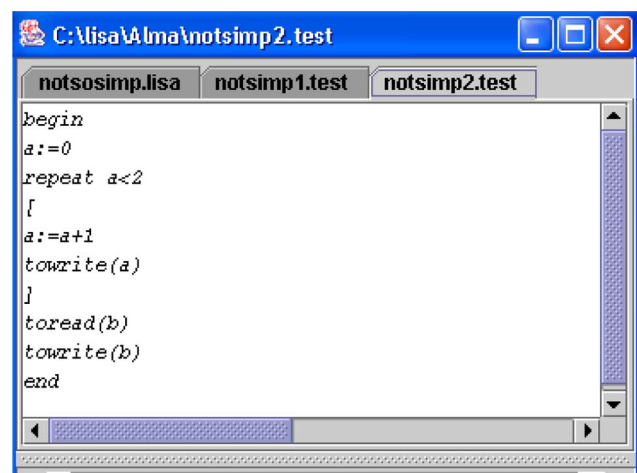 C:\lisa\Alma\notsimp2.test
notsosimp.lisa notsimp1.test notsimp2.test
begin
a:=0
repeat a<2
[
a:=a+1
towrite(a)
]
toread(b)
towrite(b)
end